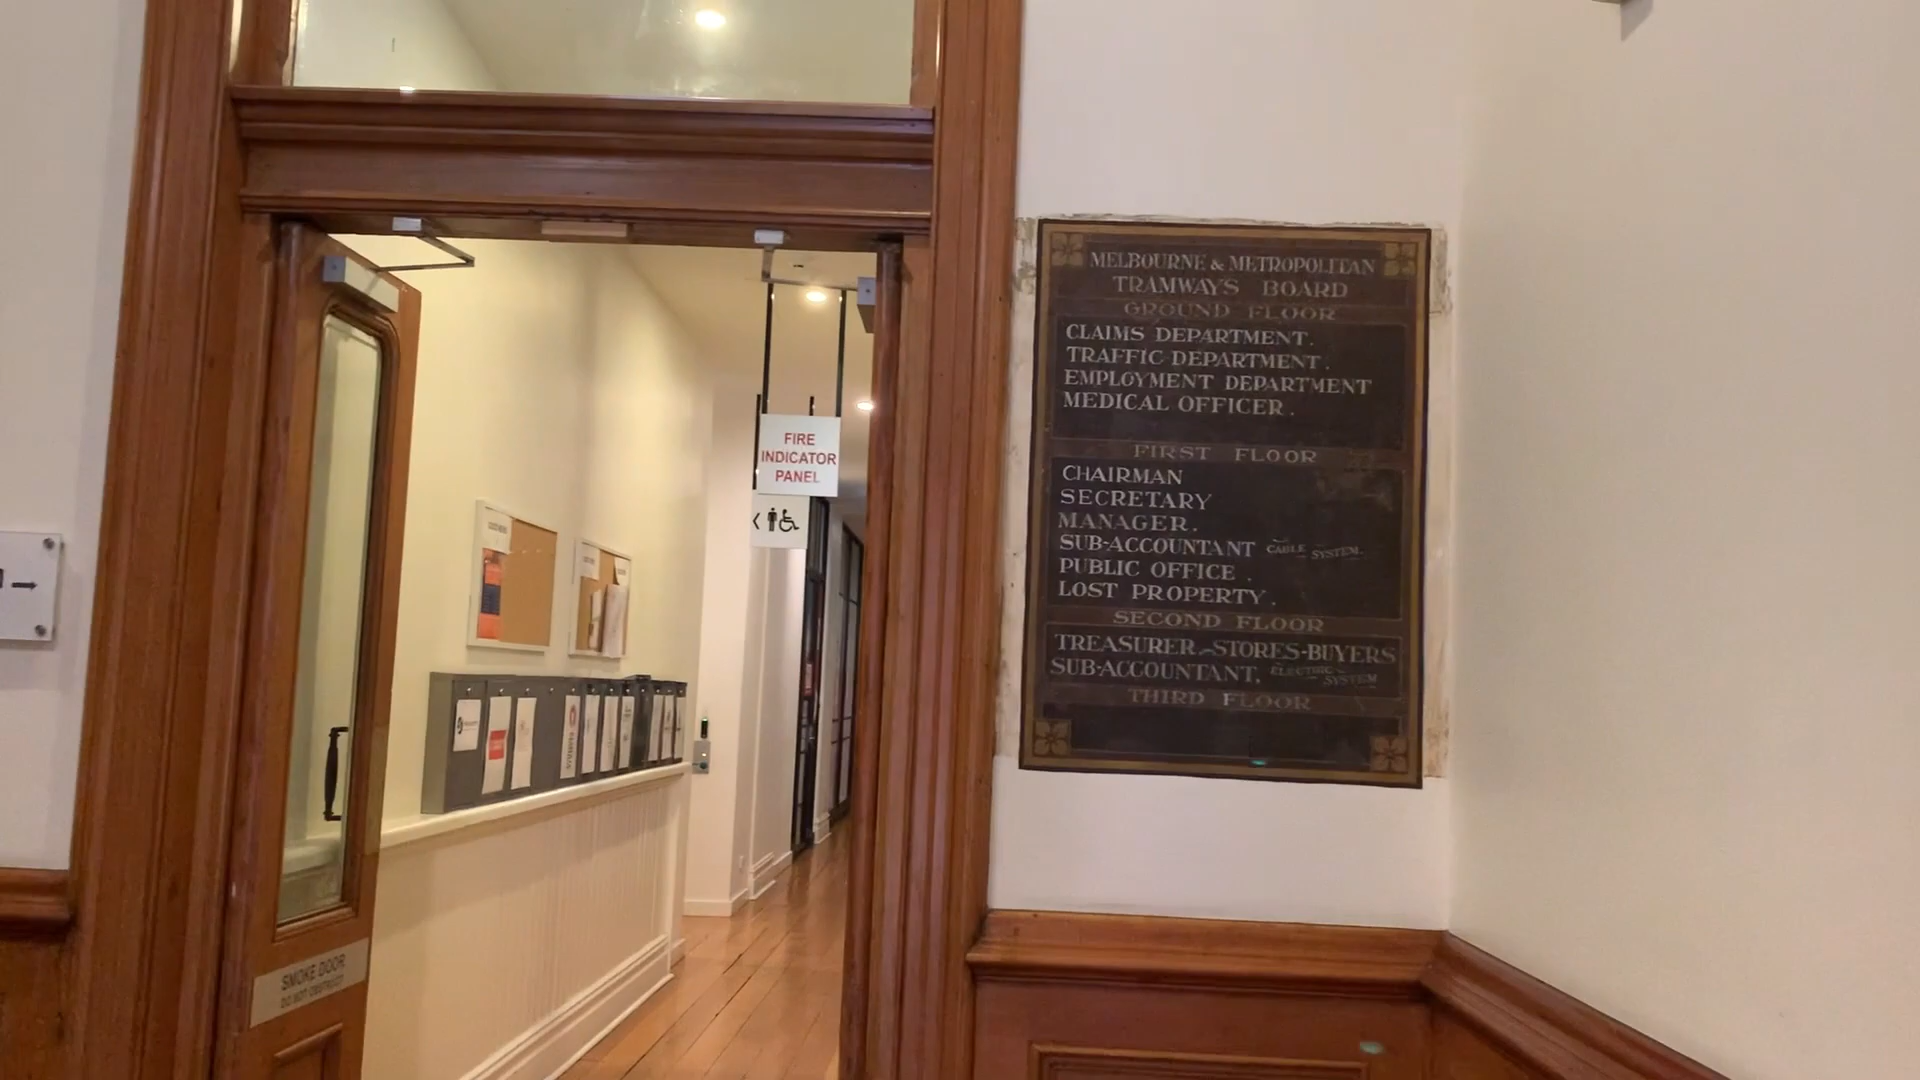 MELBOURNE & METROPOLITAN
TRAMWAYS BOARD
GROUND FLOOR
CLAIMS DEPARTMENT.
TRAFFIC DEPARTMENT.
EMPLOYMENT DEPARTMENT
MEDICAL OFFICER.
FIRST FLOOR
CHAIRMAN
SECRETARY
MANAGER.
SUB-ACCOUNTANT CABLE SYSTEM.
PUBLIC OFFICE.
LOST PROPERTY.
SECOND FLOOR
TREASURER-STORES-BUYERS
SUB-ACCOUNTANT, ELECTRIC SYSTEM
THIRD FLOOR
FIRE
INDICATOR
PANEL
SMOKE DOOR
DO NOT OBSTRUCT